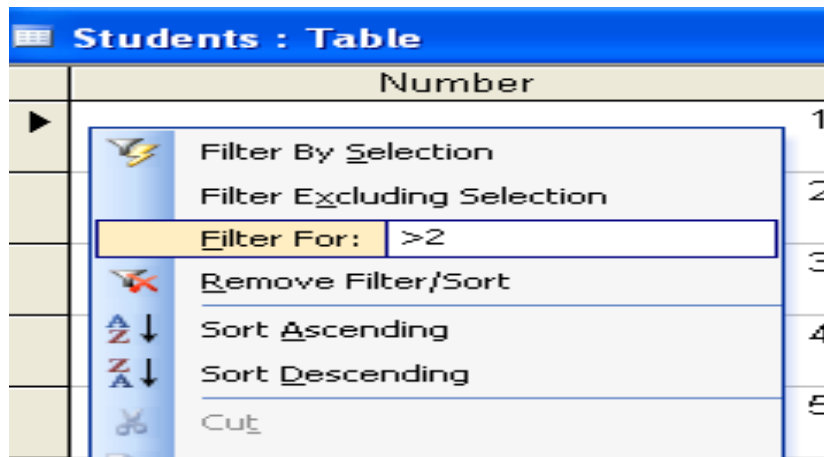 Students : Table
Number
1
Filter By Selection
Filter Excluding Selection
2
Filter For: >2
3
Remove Filter/Sort
Sort Ascending
4
Sort Descending
Cut
5